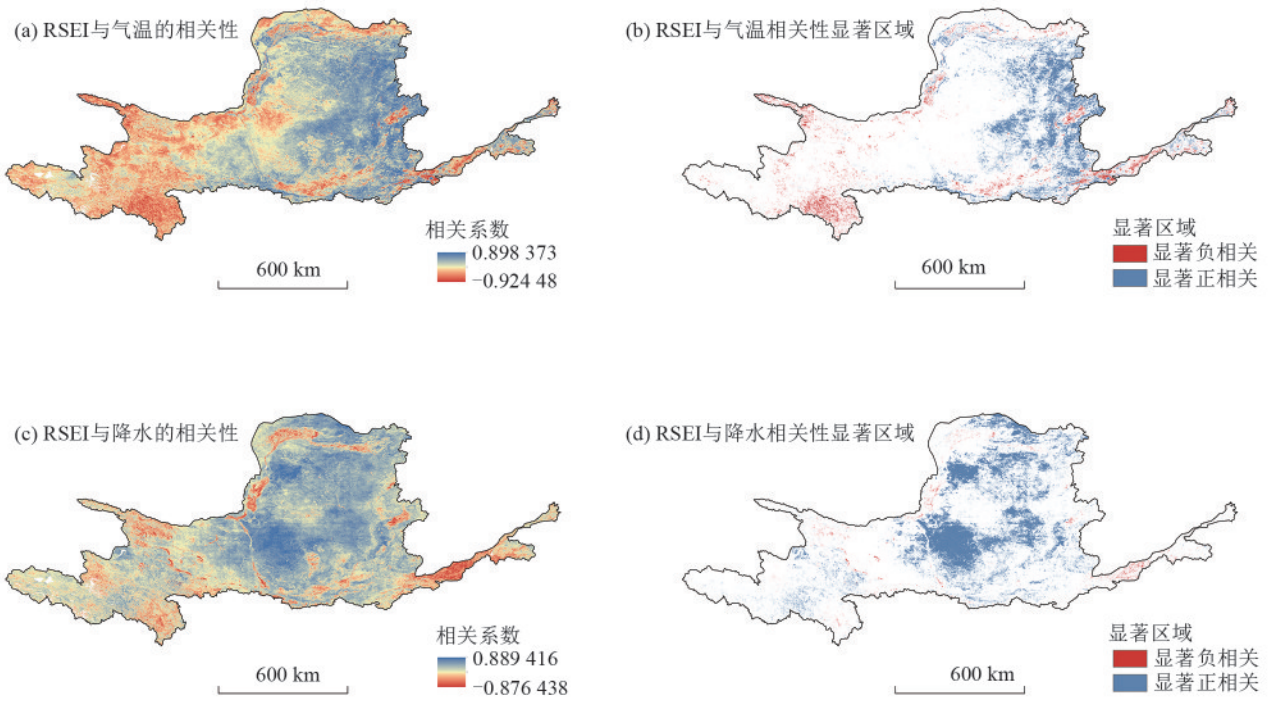 (a) RSEI与气温的相关性
相关系数
0.898 373
−0.924 48
600 km
(b) RSEI与气温相关性显著区域
显著区域
显著负相关
显著正相关
600 km
(c) RSEI与降水的相关性
相关系数
0.889 416
−0.876 438
600 km
(d) RSEI与降水相关性显著区域
显著区域
显著负相关
显著正相关
600 km